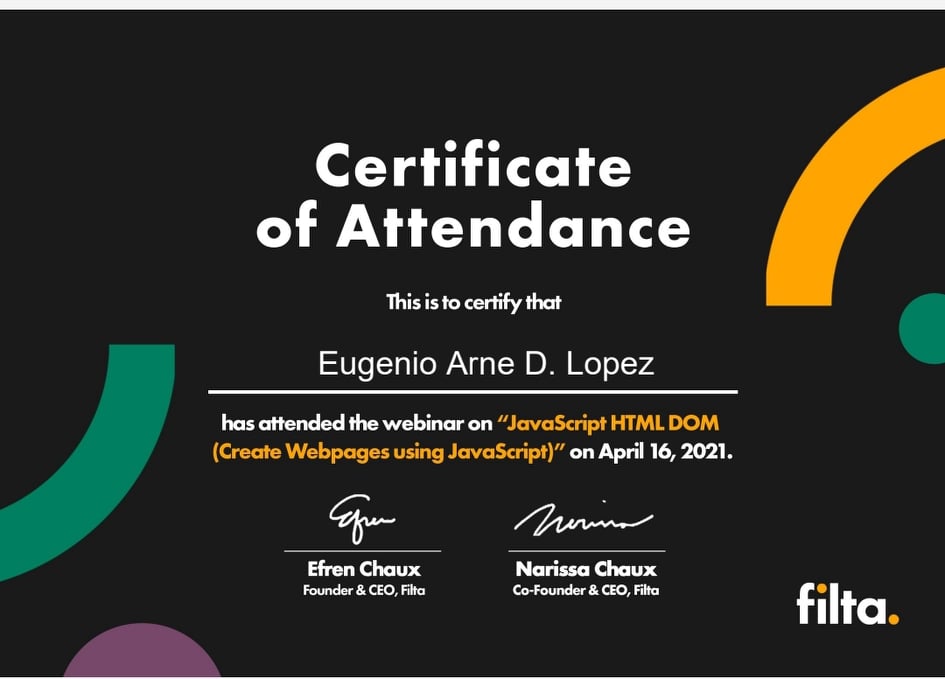 Certificate
of Attendance
This is to certify that
Eugenio Arne D. Lopez
has attended the webinar on “JavaScript HTML DOM
(Create Webpages using JavaScript)” on April 16, 2021.
Efren
Narissa
Efren Chaux
Narissa Chaux
Founder & CEO, Filta
Co-Founder & CEO, Filta
filta.